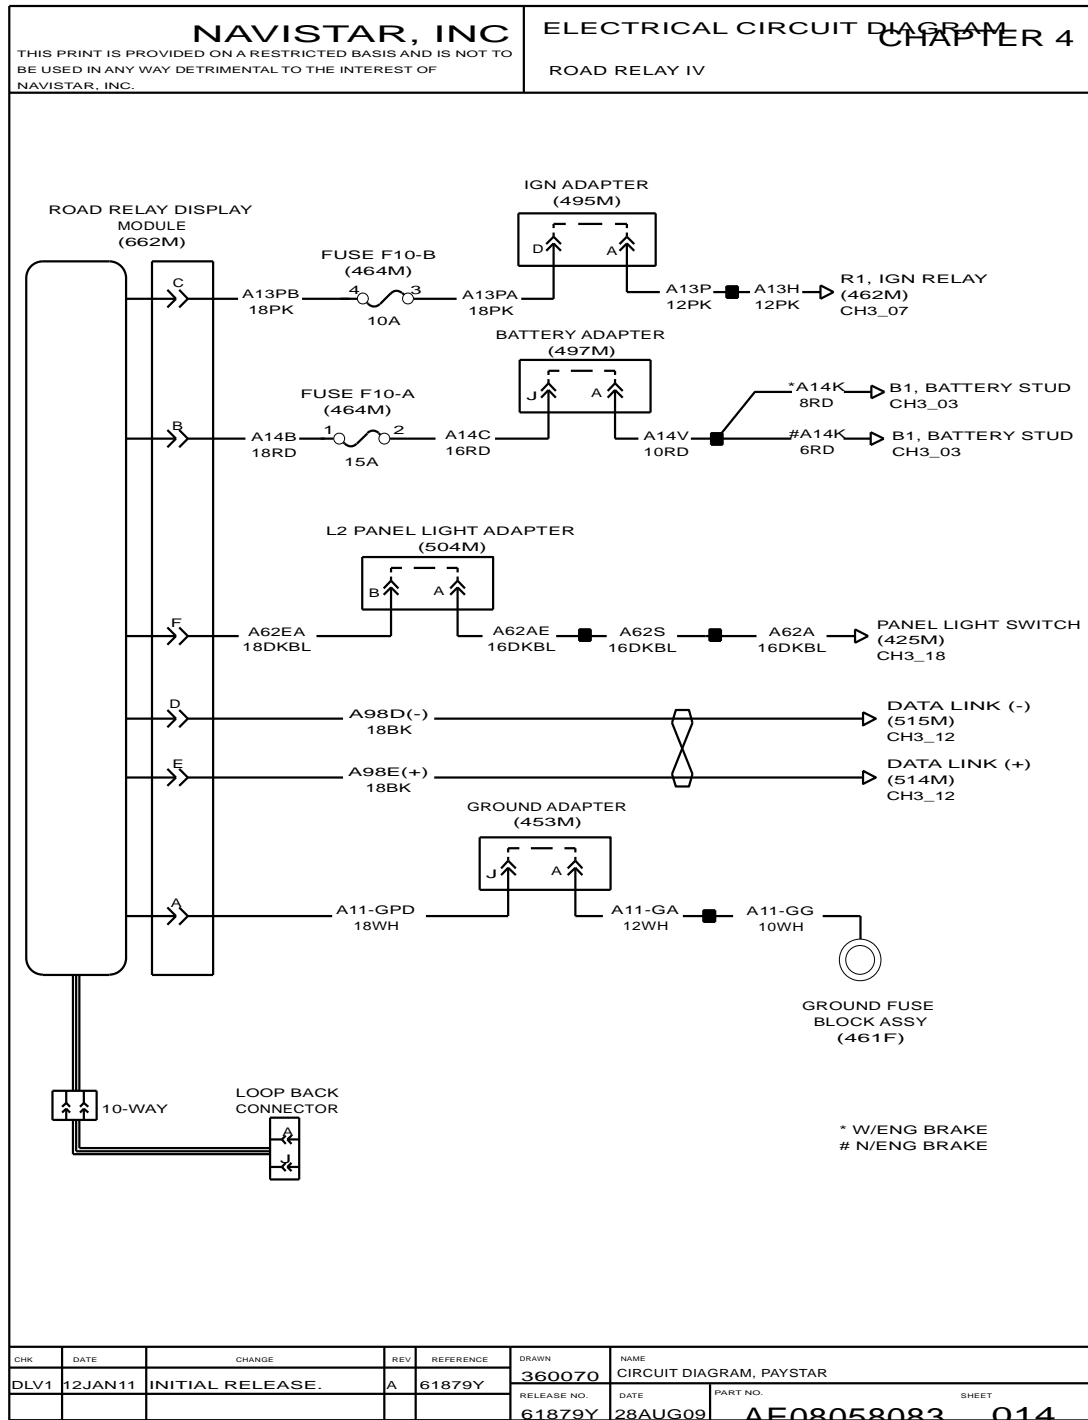 NAVISTAR, INC
THIS PRINT IS PROVIDED ON A RESTRICTED BASIS AND IS NOT TO
BE USED IN ANY WAY DETRIMENTAL TO THE INTEREST OF
NAVISTAR, INC.
ELECTRICAL CIRCUIT DIAGRAM
CHAPTER 4
ROAD RELAY IV
IGN ADAPTER
(495M)
D
A
ROAD RELAY DISPLAY
MODULE
(662M)
FUSE F10-B
(464M)
C
A13PB
18PK
4
3
10A
A13PA
18PK
A13P
12PK
A13H
12PK
R1, IGN RELAY
(462M)
CH3_07
BATTERY ADAPTER
(497M)
J
A
FUSE F10-A
(464M)
B
A14B
18RD
1
2
15A
A14C
16RD
A14V
10RD
*A14K
8RD
B1, BATTERY STUD
CH3_03
#A14K
6RD
B1, BATTERY STUD
CH3_03
L2 PANEL LIGHT ADAPTER
(504M)
B
A
F
A62EA
18DKBL
A62AE
16DKBL
A62S
16DKBL
A62A
16DKBL
PANEL LIGHT SWITCH
(425M)
CH3_18
D
A98D(-)
18BK
DATA LINK (-)
(515M)
CH3_12
E
A98E(+)
18BK
DATA LINK (+)
(514M)
CH3_12
GROUND ADAPTER
(453M)
J
A
A
A11-GPD
18WH
A11-GA
12WH
A11-GG
10WH
GROUND FUSE
BLOCK ASSY
(461F)
10-WAY
LOOP BACK
CONNECTOR
A
J
* W/ENG BRAKE
# N/ENG BRAKE
CHK DATE CHANGE REV REFERENCE
DLV1 12JAN11 INITIAL RELEASE. A 61879Y
DRAWN
360070
NAME
CIRCUIT DIAGRAM, PAYSTAR
RELEASE NO.
61879Y
DATE
28AUG09
PART NO.
AE08058083
SHEET
014